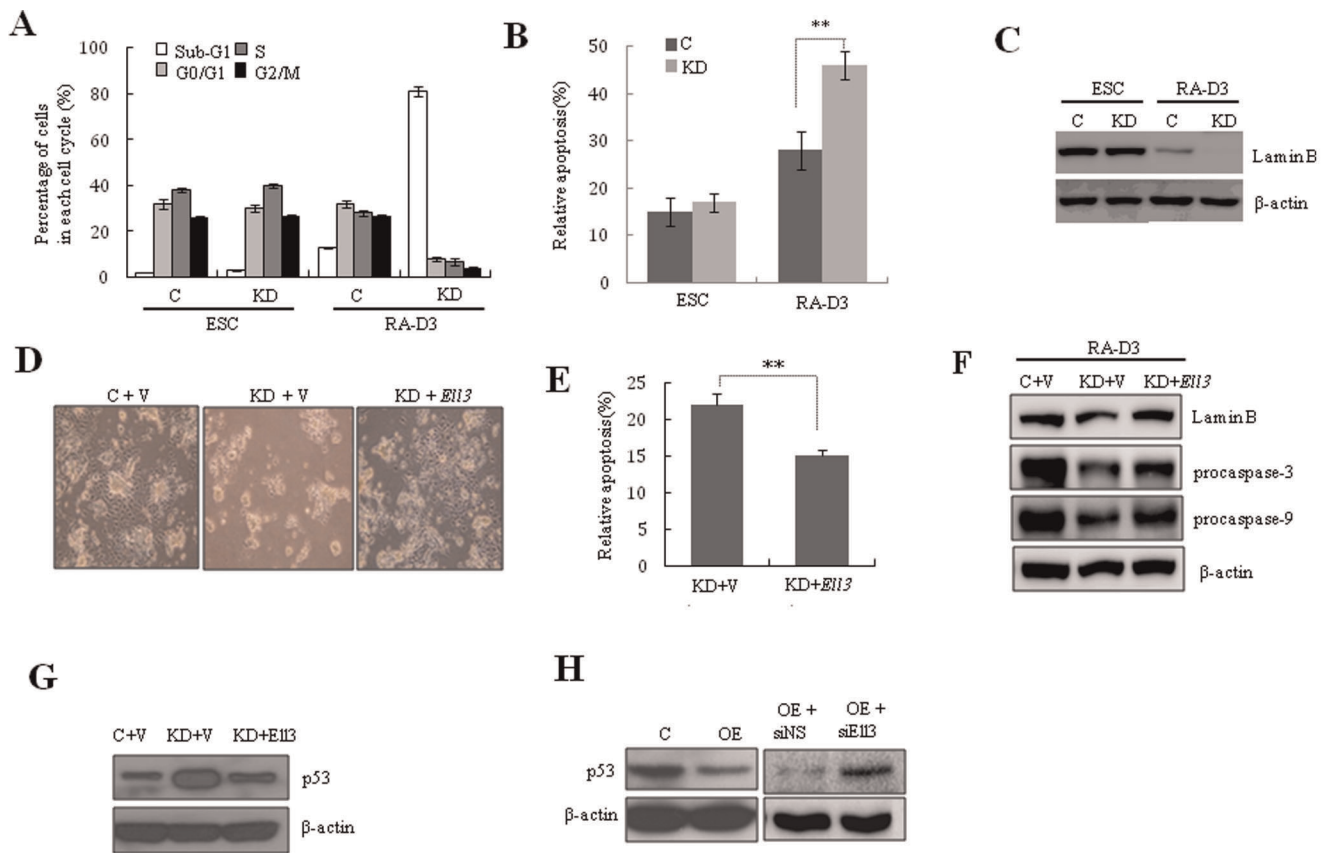 A
Percentage of cells
in each cell cycle (%)
100
80
60
40
20
0
Sub-G1 S
G0/G1 G2/M
C KD C KD
ESC RA-D3
B
Relative apoptosis(%)
50
40
30
20
10
0
C
KD
**
ESC RA-D3
C
ESC RA-D3
C KD C KD
Lamin B
β-actin
D
C + V KD + V KD + Ell3
E
Relative apoptosis(%)
25
20
15
10
5
0
**
KD+V KD+Ell3
F
RA-D3
C+V KD+V KD+Ell3
Lamin B
procaspase-3
procaspase-9
β-actin
G
C+V KD+V KD+Ell3
p53
β-actin
H
C OE OE + siNS OE + siEll3
p53
β-actin